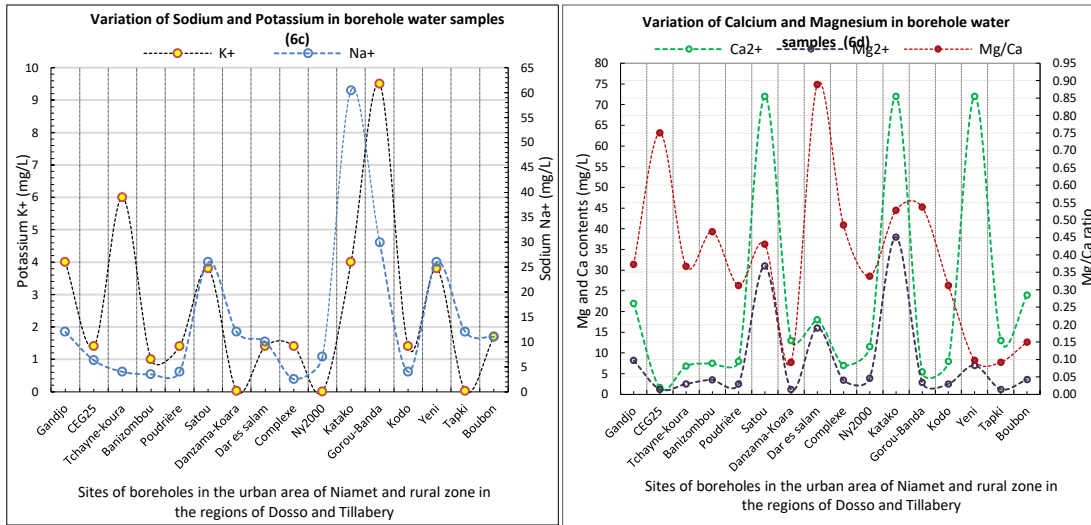 Variation of Sodium and Potassium in borehole water samples
(6c)
K+
Na+
10
9
8
7
6
5
4
3
2
1
0
Potassium K+ (mg/L)
65
60
55
50
45
40
35
30
25
20
15
10
5
0
Sodium Na+ (mg/L)
Gandjo
CEG25
Tchayne-koura
Banizombou
Poudrière
Satou
Danzama-Koara
Dar es salam
Complexe
Ny2000
Katako
Gorou-Banda
Kodo
Yeni
Tapki
Boubon
Sites of boreholes in the urban area of Niamet and rural zone in
the regions of Dosso and Tillabery
Variation of Calcium and Magnesium in borehole water
samples (6d)
Ca2+
Mg2+
Mg/Ca
80
75
70
65
60
55
50
45
40
35
30
25
20
15
10
5
0
Mg and Ca contents (mg/L)
0.95
0.90
0.85
0.80
0.75
0.70
0.65
0.60
0.55
0.50
0.45
0.40
0.35
0.30
0.25
0.20
0.15
0.10
0.05
0.00
Mg/Ca ratio
Gandjo
CEG25
Tchayne-koura
Banizombou
Poudrière
Satou
Danzama-Koara
Dar es salam
Complexe
Ny2000
Katako
Gorou-Banda
Kodo
Yeni
Tapki
Boubon
Sites of boreholes in the urban area of Niamet and rural zone in
the regions of Dosso and Tillabery